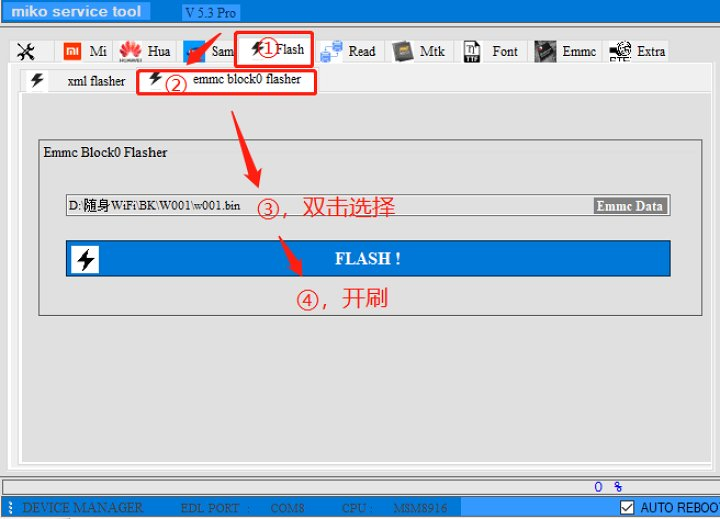 miko service tool V 5.3 Pro
Mi Hua Sam ①Flash Read Mtk Font Emmc Extra
xml flasher ② emmc block0 flasher
Emmc Block0 Flasher
D:\随身WiFi\BK\W001\w001.bin Emmc Data
③，双击选择
FLASH !
④，开刷
0 %
DEVICE MANAGER EDL PORT : COM8 CPU : MSM8916 AUTO REBOO